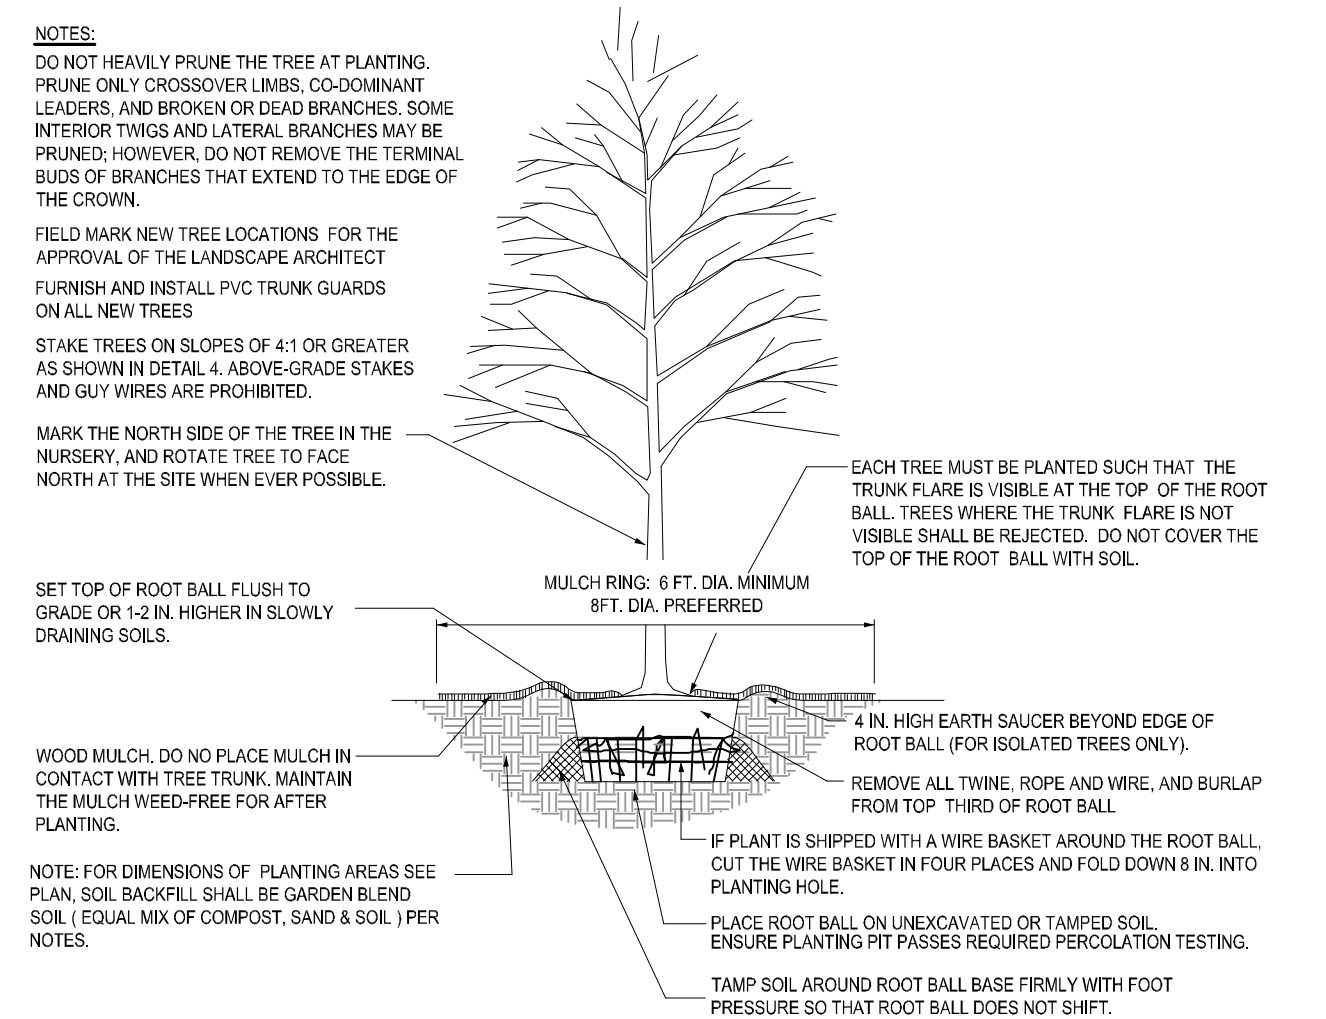 NOTES:
DO NOT HEAVILY PRUNE THE TREE AT PLANTING.
PRUNE ONLY CROSSOVER LIMBS, CO-DOMINANT
LEADERS, AND BROKEN OR DEAD BRANCHES. SOME
INTERIOR TWIGS AND LATERAL BRANCHES MAY BE
PRUNED; HOWEVER, DO NOT REMOVE THE TERMINAL
BUDS OF BRANCHES THAT EXTEND TO THE EDGE OF
THE CROWN.
FIELD MARK NEW TREE LOCATIONS FOR THE
APPROVAL OF THE LANDSCAPE ARCHITECT
FURNISH AND INSTALL PVC TRUNK GUARDS
ON ALL NEW TREES
STAKE TREES ON SLOPES OF 4:1 OR GREATER
AS SHOWN IN DETAIL 4. ABOVE-GRADE STAKES
AND GUY WIRES ARE PROHIBITED.
MARK THE NORTH SIDE OF THE TREE IN THE
NURSERY, AND ROTATE TREE TO FACE
NORTH AT THE SITE WHEN EVER POSSIBLE.
EACH TREE MUST BE PLANTED SUCH THAT THE
TRUNK FLARE IS VISIBLE AT THE TOP OF THE ROOT
BALL. TREES WHERE THE TRUNK FLARE IS NOT
VISIBLE SHALL BE REJECTED. DO NOT COVER THE
TOP OF THE ROOT BALL WITH SOIL.
MULCH RING: 6 FT. DIA. MINIMUM
8FT. DIA. PREFERRED
SET TOP OF ROOT BALL FLUSH TO
GRADE OR 1-2 IN. HIGHER IN SLOWLY
DRAINING SOILS.
4 IN. HIGH EARTH SAUCER BEYOND EDGE OF
ROOT BALL (FOR ISOLATED TREES ONLY).
WOOD MULCH. DO NO PLACE MULCH IN
CONTACT WITH TREE TRUNK. MAINTAIN
THE MULCH WEED-FREE FOR AFTER
PLANTING.
REMOVE ALL TWINE, ROPE AND WIRE, AND BURLAP
FROM TOP THIRD OF ROOT BALL
IF PLANT IS SHIPPED WITH A WIRE BASKET AROUND THE ROOT BALL,
CUT THE WIRE BASKET IN FOUR PLACES AND FOLD DOWN 8 IN. INTO
PLANTING HOLE.
NOTE: FOR DIMENSIONS OF PLANTING AREAS SEE
PLAN, SOIL BACKFILL SHALL BE GARDEN BLEND
SOIL ( EQUAL MIX OF COMPOST, SAND & SOIL ) PER
NOTES.
PLACE ROOT BALL ON UNEXCAVATED OR TAMPED SOIL.
ENSURE PLANTING PIT PASSES REQUIRED PERCOLATION TESTING.
TAMP SOIL AROUND ROOT BALL BASE FIRMLY WITH FOOT
PRESSURE SO THAT ROOT BALL DOES NOT SHIFT.